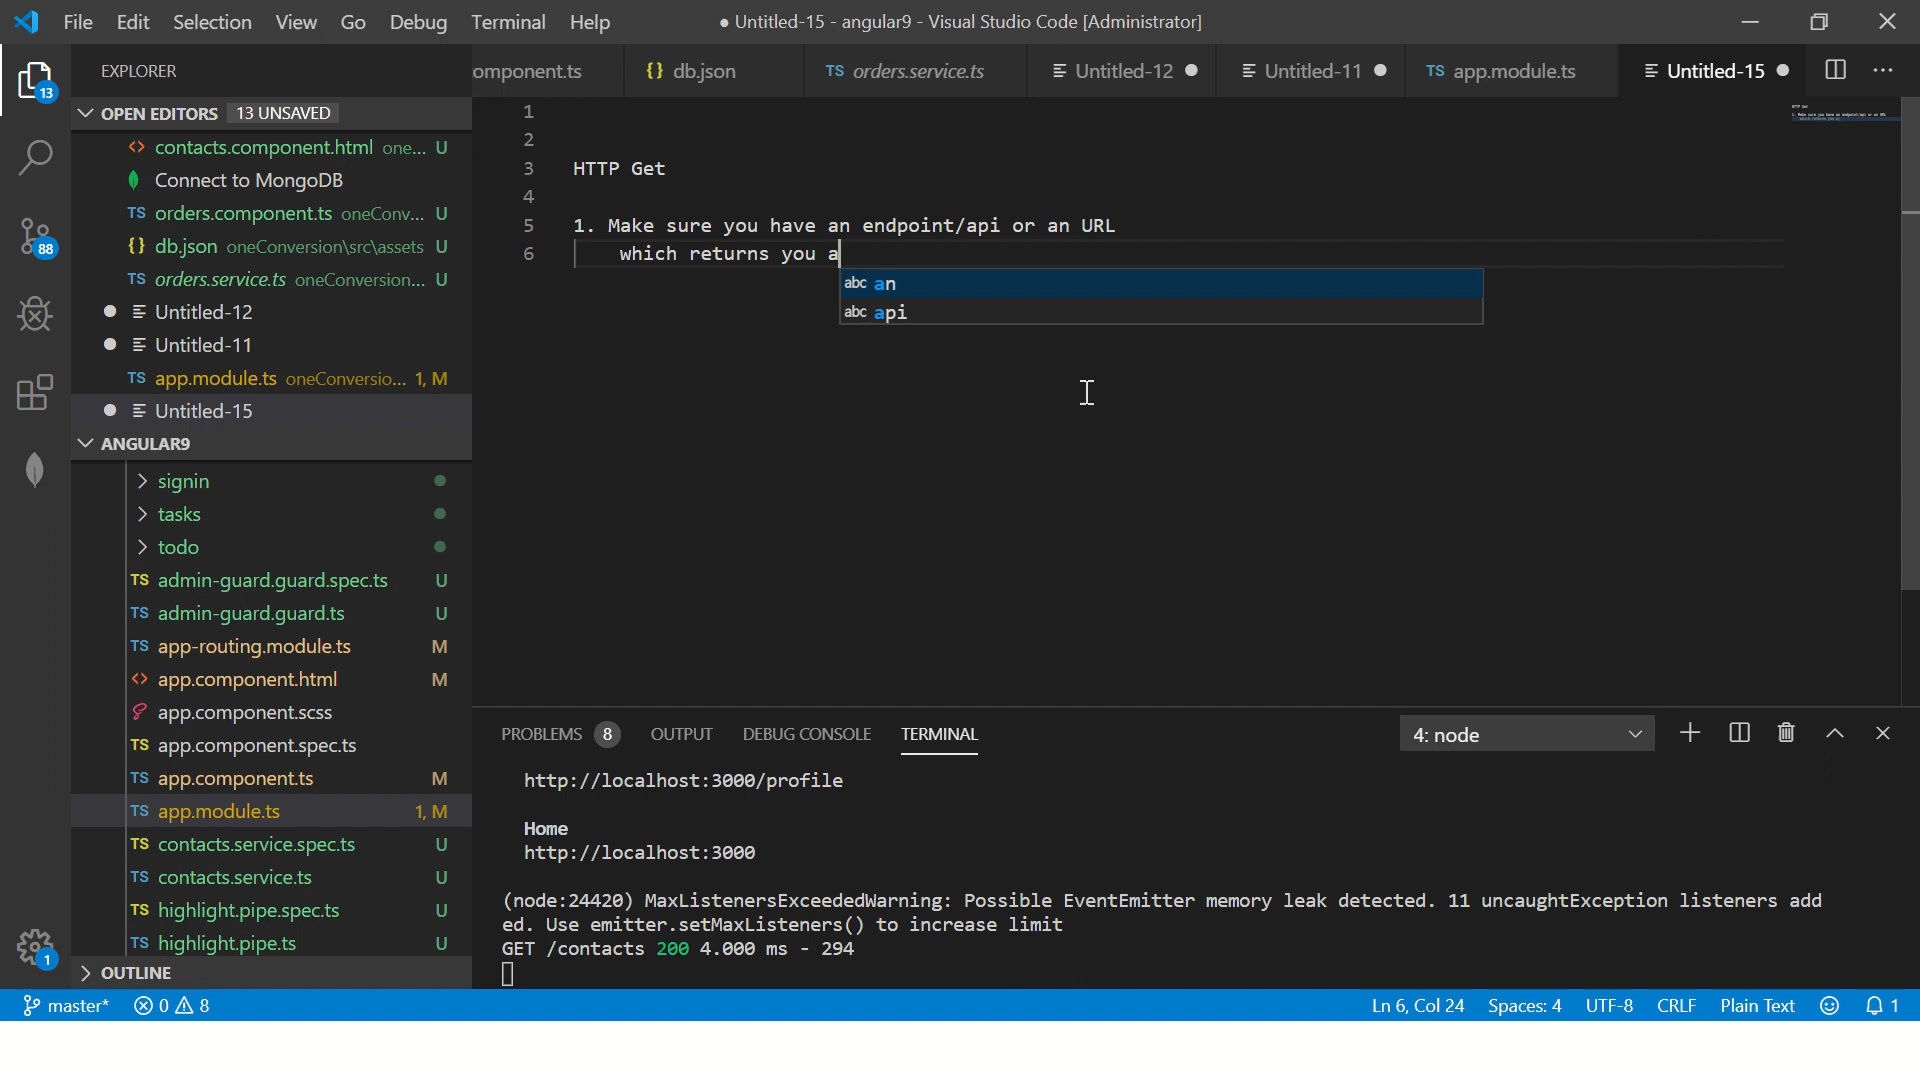 File Edit Selection View Go Debug Terminal Help
● Untitled-15 - angular9 - Visual Studio Code [Administrator]
13
88
1
EXPLORER
OPEN EDITORS 13 UNSAVED
contacts.component.html one... U
Connect to MongoDB
TS orders.component.ts oneConv... U
{} db.json oneConversion\src\assets U
TS orders.service.ts oneConversion... U
Untitled-12
Untitled-11
TS app.module.ts oneConversio... 1, M
Untitled-15
ANGULAR9
signin
tasks
todo
TS admin-guard.guard.spec.ts U
TS admin-guard.guard.ts U
TS app-routing.module.ts M
<> app.component.html M
app.component.scss
TS app.component.spec.ts
TS app.component.ts M
TS app.module.ts 1, M
TS contacts.service.spec.ts U
TS contacts.service.ts U
TS highlight.pipe.spec.ts U
TS highlight.pipe.ts U
OUTLINE
omponent.ts {} db.json TS orders.service.ts Untitled-12 Untitled-11 TS app.module.ts Untitled-15
1
2
3 HTTP Get
4
5 1. Make sure you have an endpoint/api or an URL
6 which returns you a
abc an
abc api
PROBLEMS 8 OUTPUT DEBUG CONSOLE TERMINAL 4: node
http://localhost:3000/profile
Home
http://localhost:3000
(node:24420) MaxListenersExceededWarning: Possible EventEmitter memory leak detected. 11 uncaughtException listeners add
ed. Use emitter.setMaxListeners() to increase limit
GET /contacts 200 4.000 ms - 294
master* 0 8 Ln 6, Col 24 Spaces: 4 UTF-8 CRLF Plain Text 1